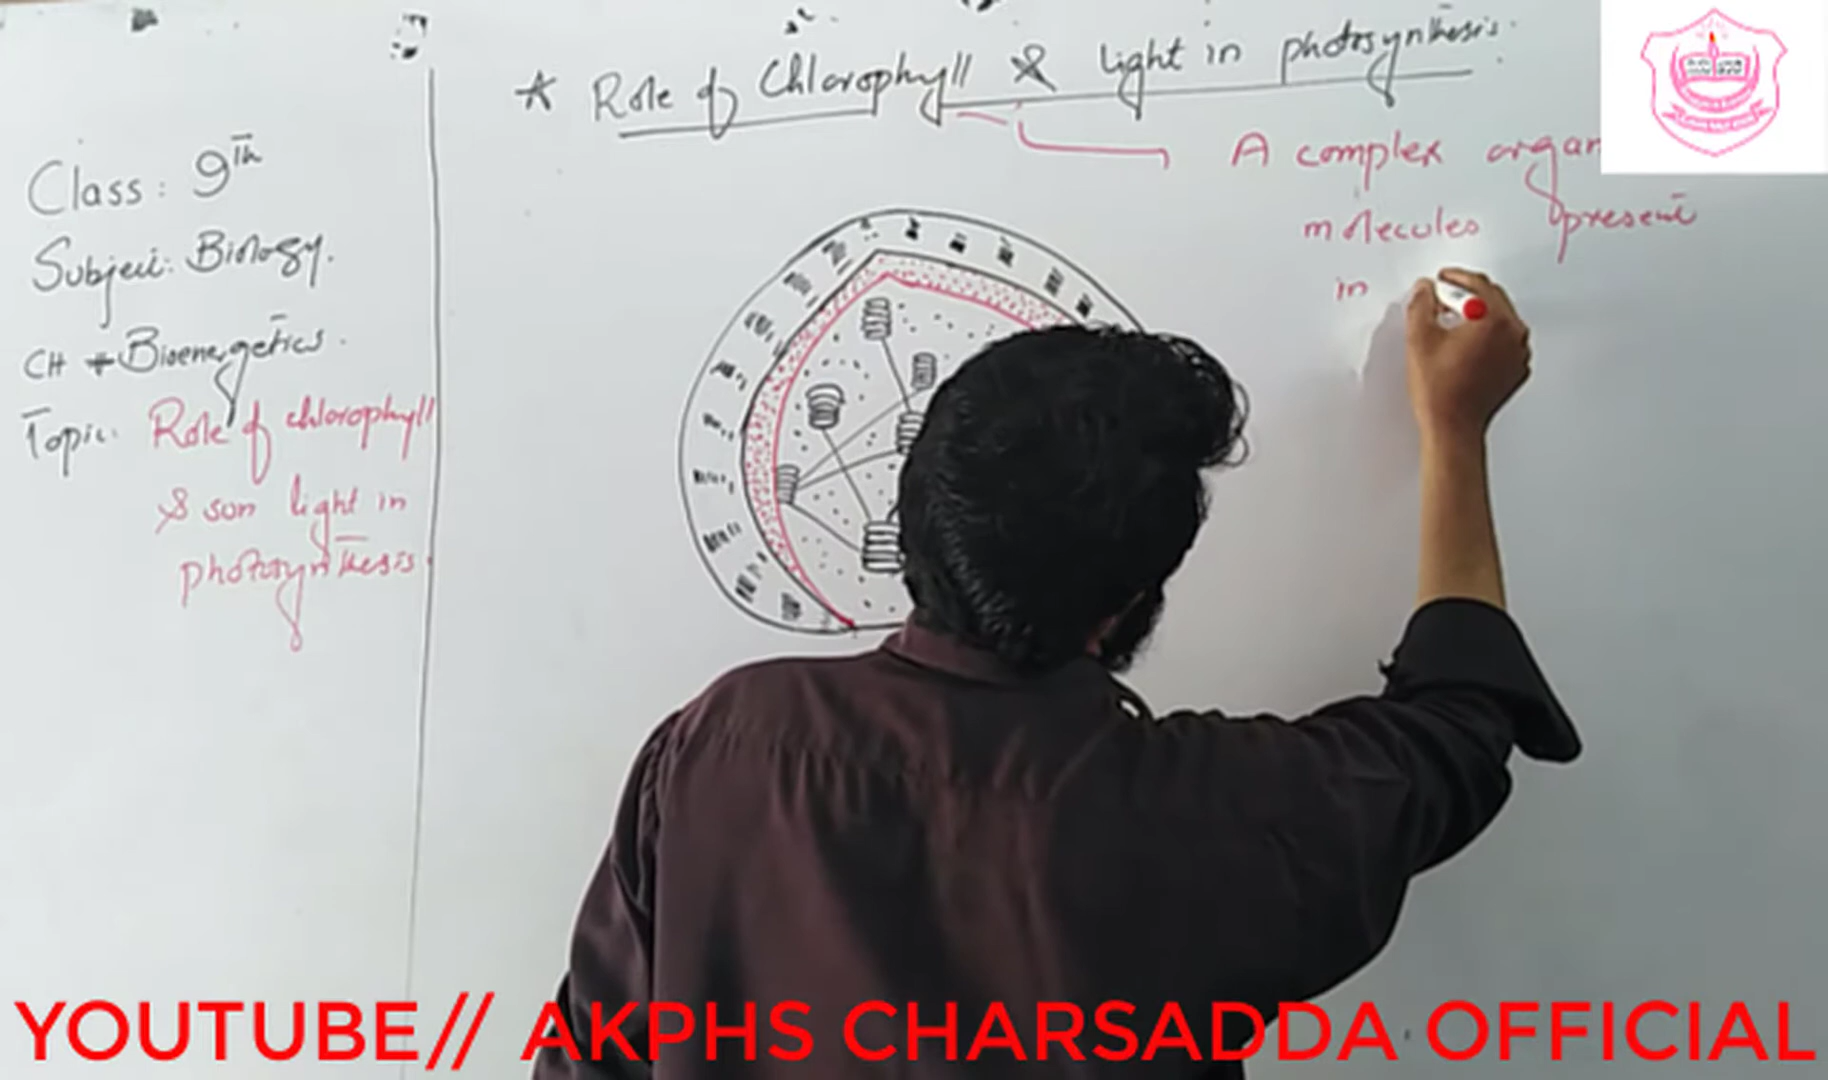 ★ Role of Chlorophyll & light in photosynthesis.
Class: 9th
Subject: Biology.
CH Bioenergetics.
Topic: Role of chlorophyll
& son light in
photosynthesis.
A complex organ
molecules present
in
YOUTUBE// AKPHS CHARSADDA OFFICIAL